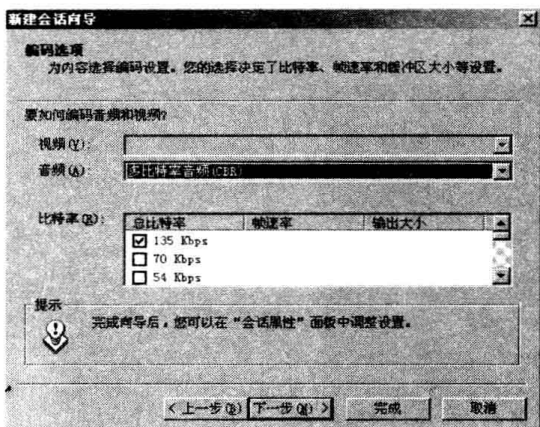 新建会话向导
编码选项
为内容选择编码设置。您的选择决定了比特率、帧速率和缓冲区大小等设置。
要如何编码音频和视频?
视频(Y):
音频(A): 多比特率音频(CBR)
比特率(R): 总比特率 帧速率 输出大小
135 Kbps
70 Kbps
54 Kbps
提示
完成向导后，您可以在“会话属性”面板中调整设置。
<上一步(B) 下一步(N)> 完成 取消